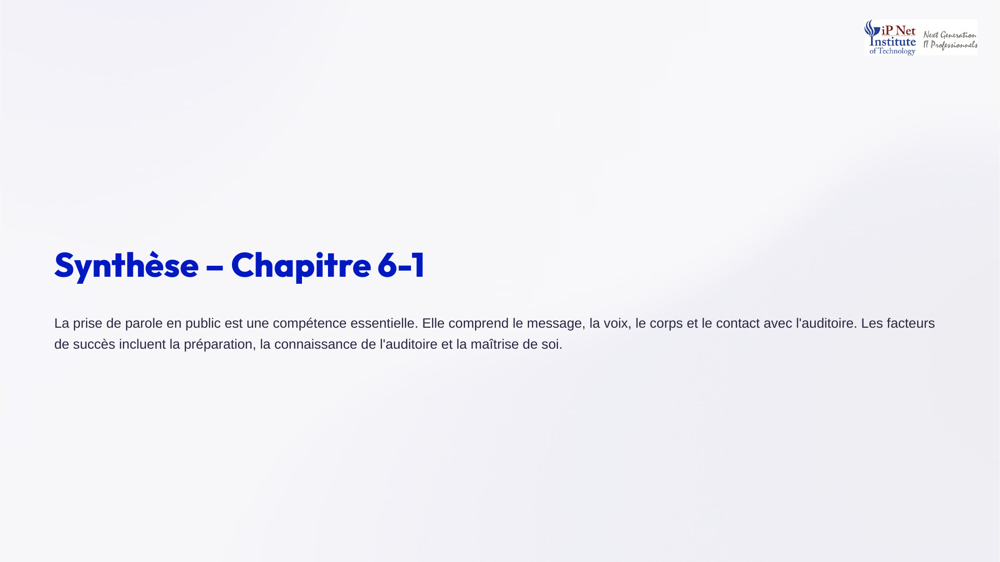 iP Net
Institute
of Technology
Next Generation
IT Professionnels
Synthèse – Chapitre 6-1
La prise de parole en public est une compétence essentielle. Elle comprend le message, la voix, le corps et le contact avec l'auditoire. Les facteurs
de succès incluent la préparation, la connaissance de l'auditoire et la maîtrise de soi.